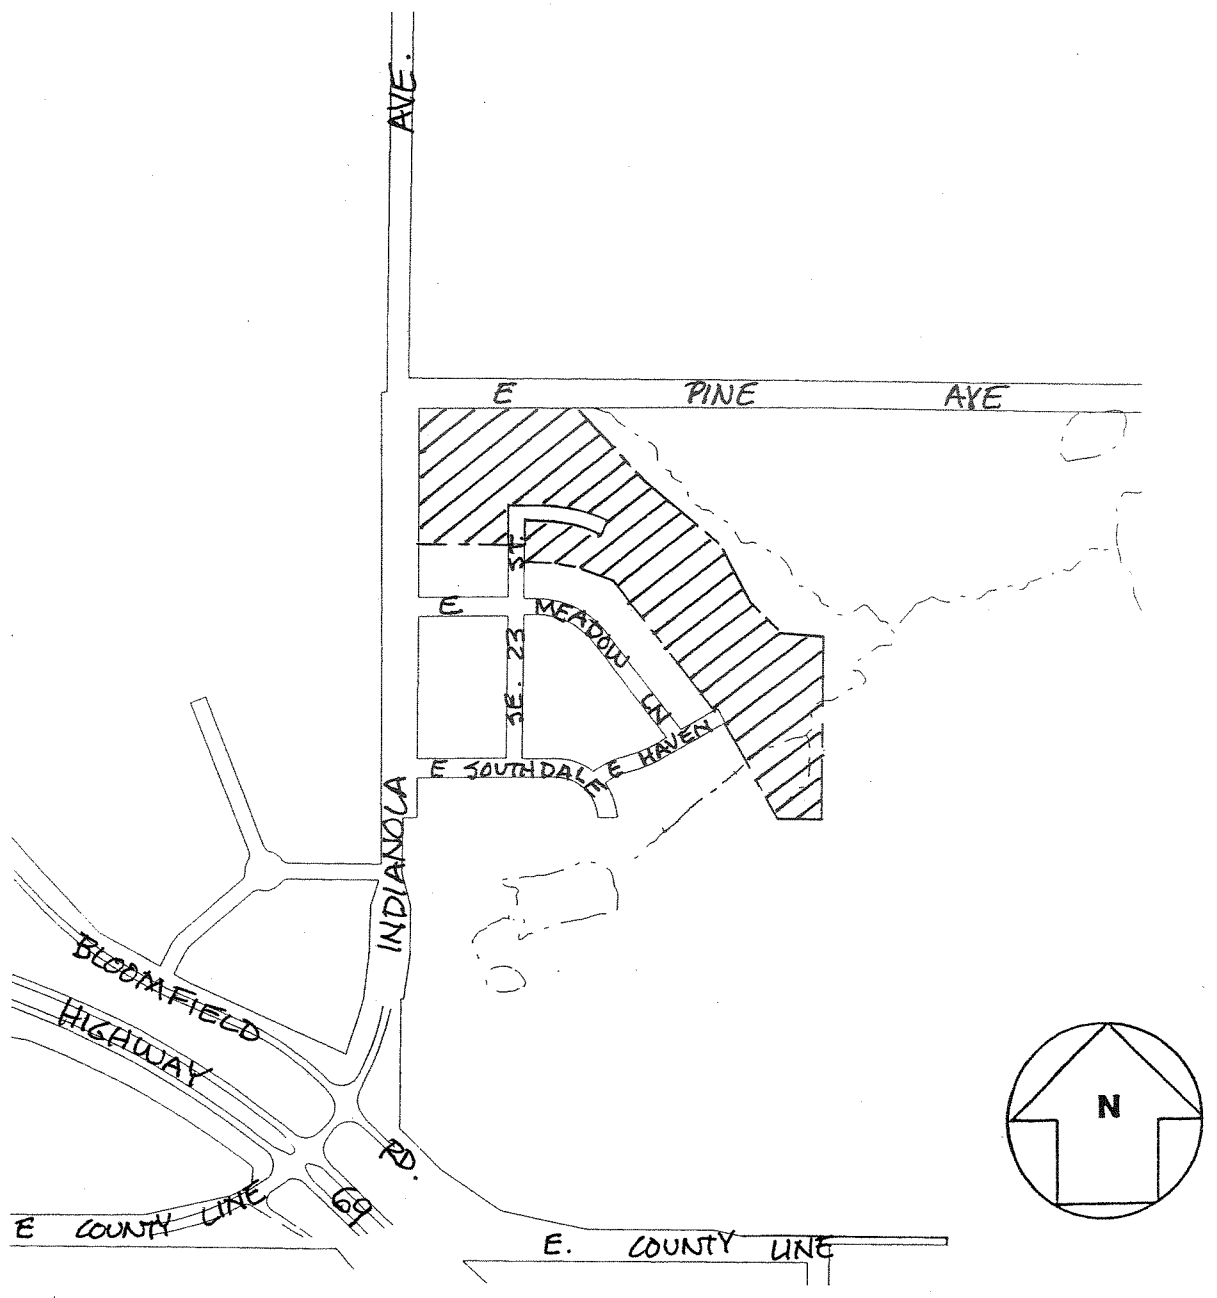 AVE.
E PINE AVE
ST.
E MEADOW LN
SE. 23
E SOUTHDALE E HAVEN
INDIANOLA
BLOOMFIELD
HIGHWAY
N
RD.
69
E COUNTY LINE
E. COUNTY LINE